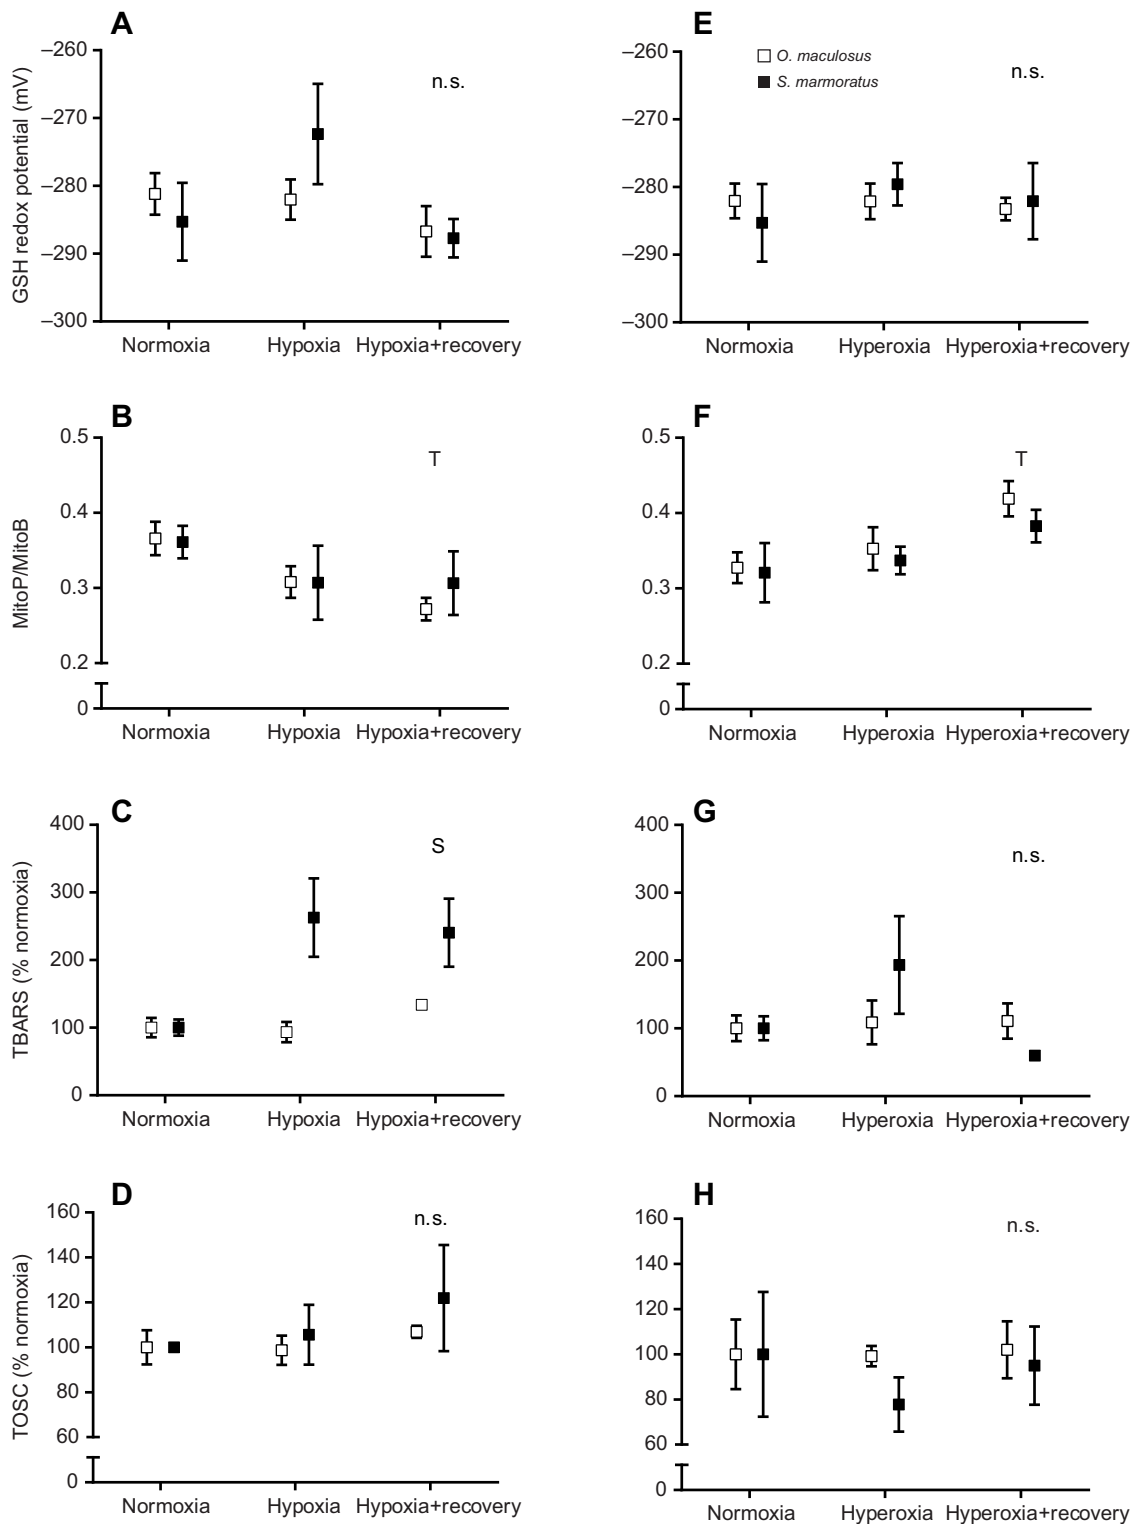 A
GSH redox potential (mV)
–260
–270
–280
–290
–300
n.s.
Normoxia
Hypoxia
Hypoxia+recovery
E
–260
–270
–280
–290
–300
O. maculosus
S. marmoratus
n.s.
Normoxia
Hyperoxia
Hyperoxia+recovery
B
MitoP/MitoB
0.5
0.4
0.3
0.2
0
T
Normoxia
Hypoxia
Hypoxia+recovery
F
0.5
0.4
0.3
0.2
0
T
Normoxia
Hyperoxia
Hyperoxia+recovery
C
TBARS (% normoxia)
400
300
200
100
0
S
Normoxia
Hypoxia
Hypoxia+recovery
G
400
300
200
100
0
n.s.
Normoxia
Hyperoxia
Hyperoxia+recovery
D
TOSC (% normoxia)
160
140
120
100
80
60
0
n.s.
Normoxia
Hypoxia
Hypoxia+recovery
H
160
140
120
100
80
60
0
n.s.
Normoxia
Hyperoxia
Hyperoxia+recovery